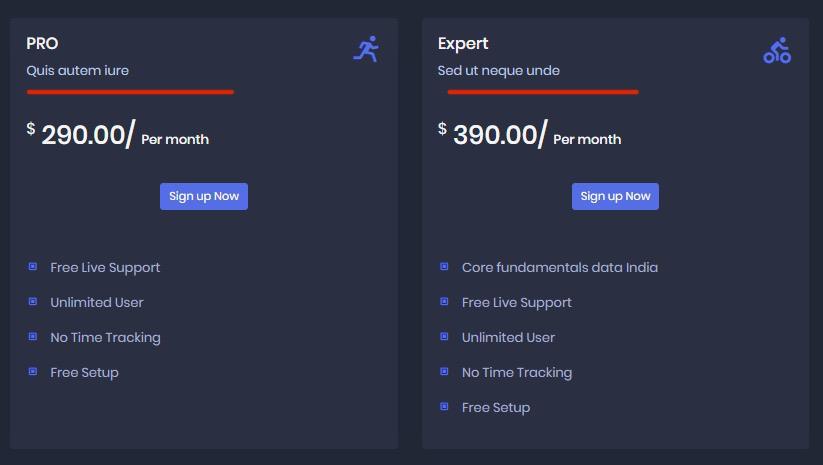 PRO
Quis autem iure
$ 290.00/ Per month
Sign up Now
Free Live Support
Unlimited User
No Time Tracking
Free Setup
Expert
Sed ut neque unde
$ 390.00/ Per month
Sign up Now
Core fundamentals data India
Free Live Support
Unlimited User
No Time Tracking
Free Setup